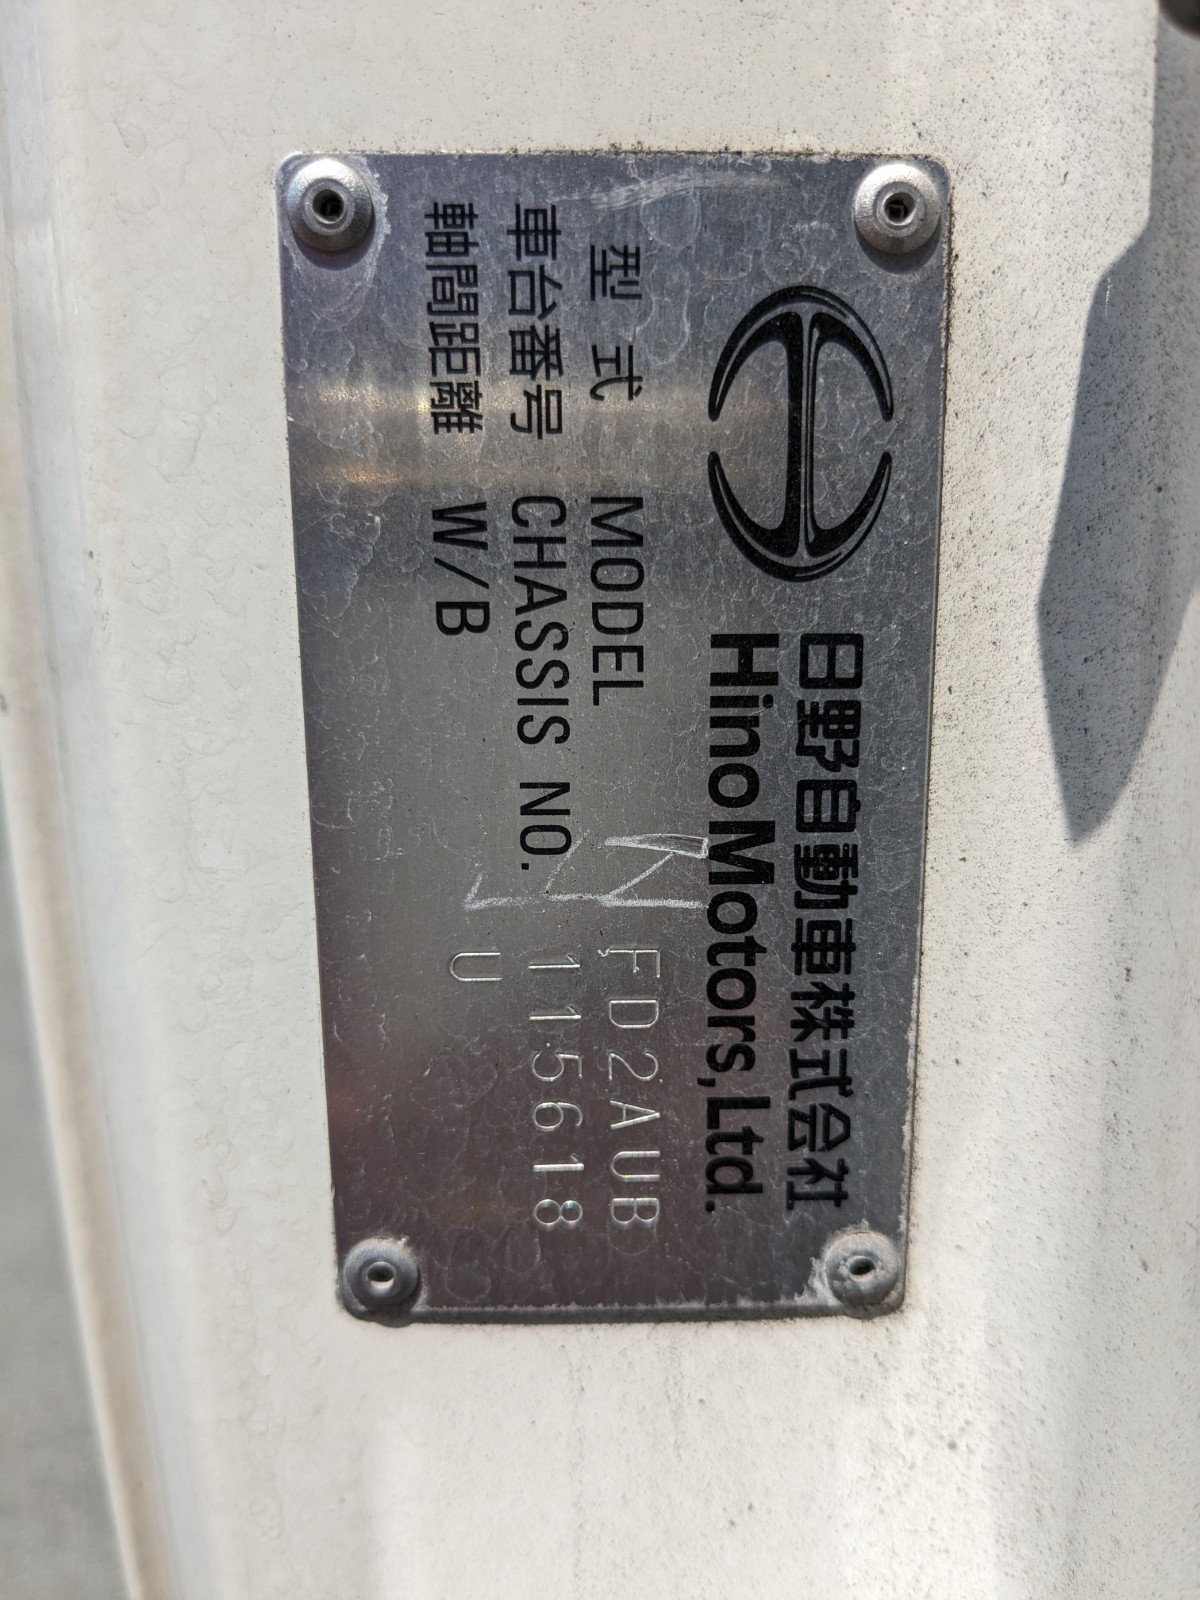 日野自動車株式会社
Hino Motors, Ltd.
型式 MODEL FD2AUB
車台番号 CHASSIS NO. 115618
軸間距離 W/B U